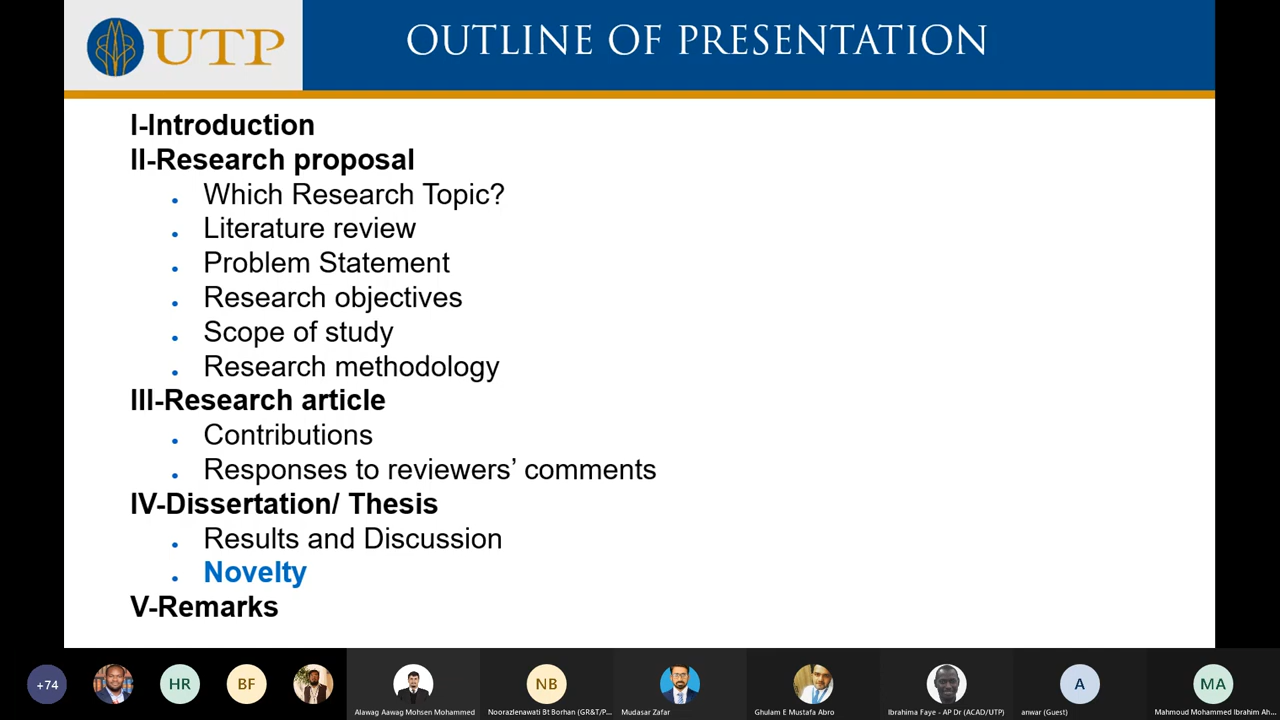 UTP
OUTLINE OF PRESENTATION
I-Introduction
II-Research proposal
Which Research Topic?
Literature review
Problem Statement
Research objectives
Scope of study
Research methodology
III-Research article
Contributions
Responses to reviewers’ comments
IV-Dissertation/ Thesis
Results and Discussion
Novelty
V-Remarks
+74
HR
BF
NB
A
MA
Alawag Aawag Mohsen Mohammed
Noorazlenawati Bt Borhan (GR&T/P...
Mudasar Zafar
Ghulam E Mustafa Abro
Ibrahima Faye - AP Dr (ACAD/UTP)
anwar (Guest)
Mahmoud Mohammed Ibrahim Ah...